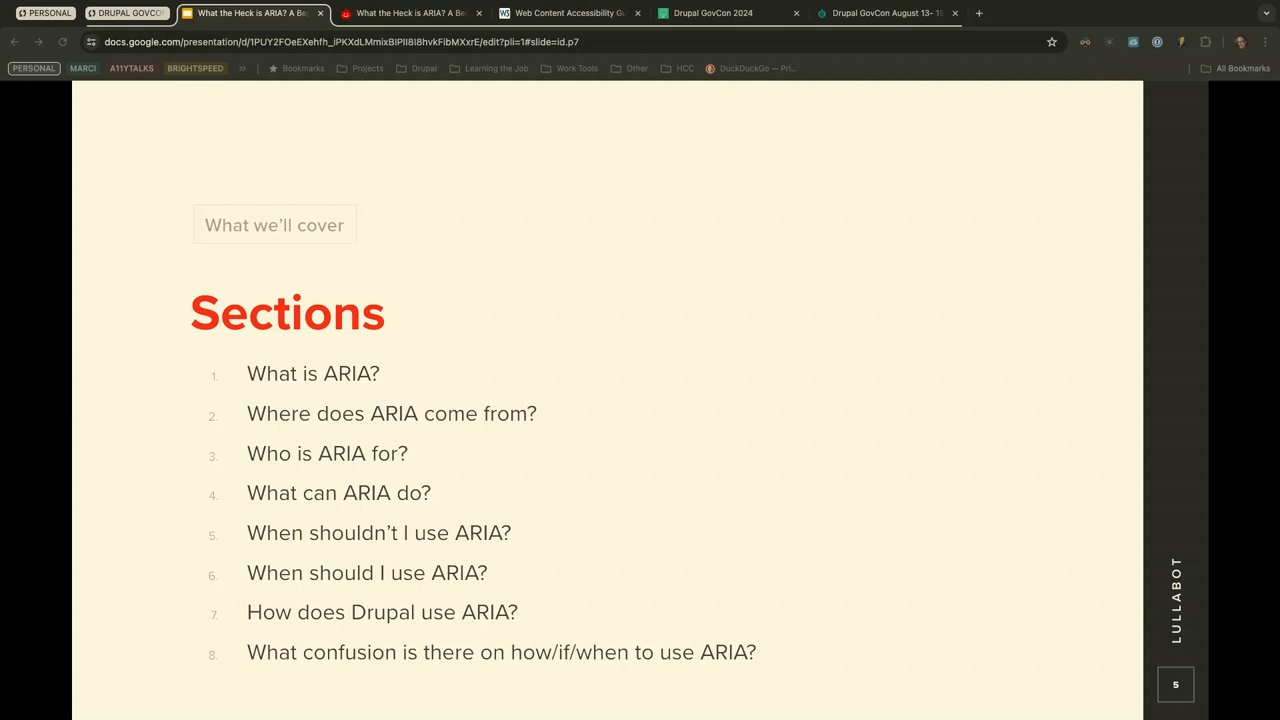 PERSONAL
DRUPAL GOVCO
What the Heck is ARIA? A Be
What the Heck is ARIA? A Be
Web Content Accessibility Gu
Drupal GovCon 2024
Drupal GovCon August 13- 1
docs.google.com/presentation/d/1PUY2FOeEXehfh_iPKXdLMmixBIPII8I8hvkFibMXxrE/edit?pli=1#slide=id.p7
PERSONAL
MARCI
A11YTALKS
BRIGHTSPEED
Bookmarks
Projects
Drupal
Learning the Job
Work Tools
Other
HCC
DuckDuckGo — Pri...
All Bookmarks
What we'll cover
Sections
1. What is ARIA?
2. Where does ARIA come from?
3. Who is ARIA for?
4. What can ARIA do?
5. When shouldn't I use ARIA?
6. When should I use ARIA?
7. How does Drupal use ARIA?
8. What confusion is there on how/if/when to use ARIA?
LULLABOT
5